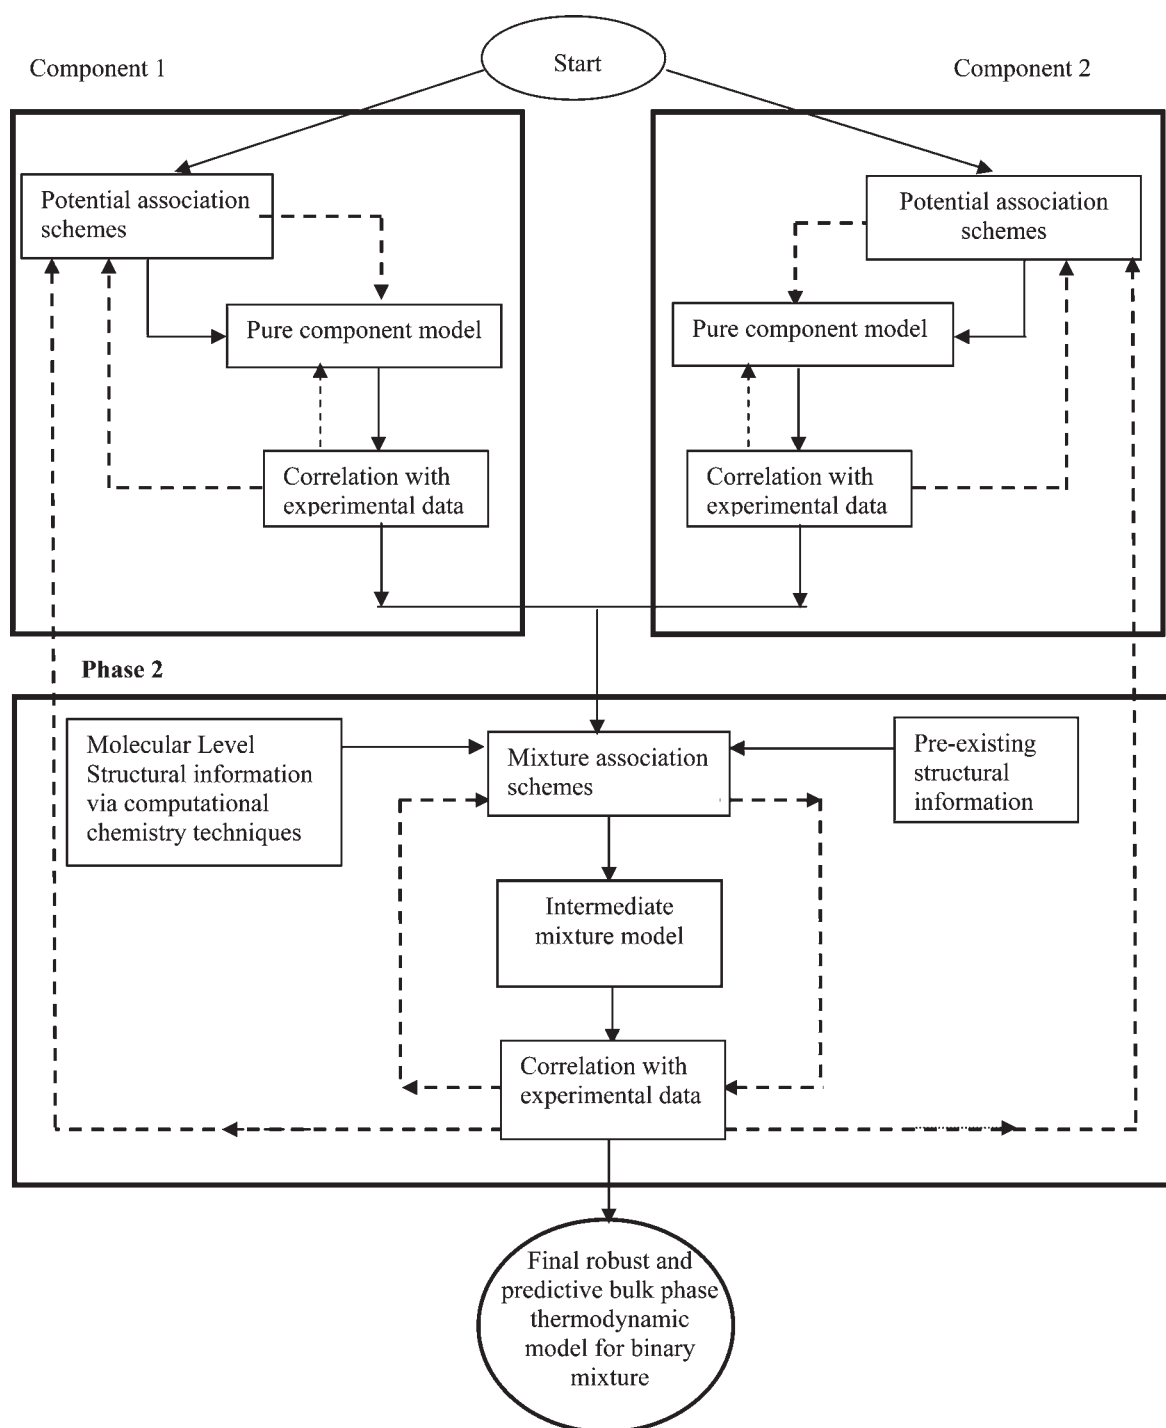 Start
Component 1
Component 2
Potential association
schemes
Potential association
schemes
Pure component model
Pure component model
Correlation with
experimental data
Correlation with
experimental data
Phase 2
Molecular Level
Structural information
via computational
chemistry techniques
Mixture association
schemes
Pre-existing
structural
information
Intermediate
mixture model
Correlation with
experimental data
Final robust and
predictive bulk phase
thermodynamic
model for binary
mixture